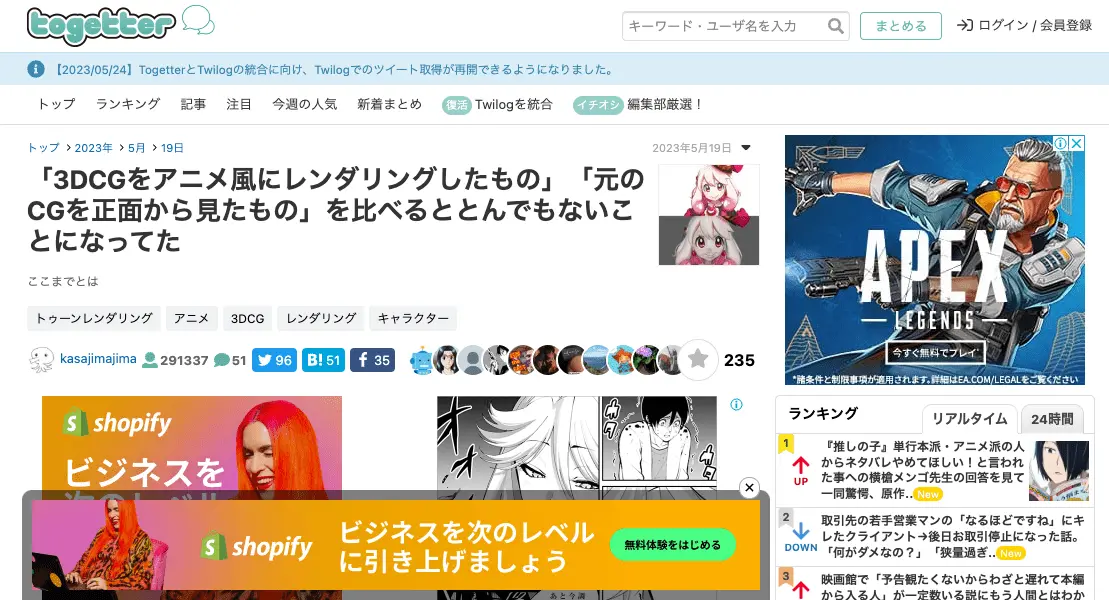 togetter
キーワード・ユーザ名を入力
まとめる
ログイン / 会員登録
【2023/05/24】TogetterとTwilogの統合に向け、Twilogでのツイート取得が再開できるようになりました。
トップ ランキング 記事 注目 今週の人気 新着まとめ 復活 Twilogを統合 イチオシ 編集部厳選！
トップ 2023年 5月 19日
2023年5月19日
「3DCGをアニメ風にレンダリングしたもの」「元の
CGを正面から見たもの」を比べるととんでもないこ
とになってた
ここまでとは
トゥーンレンダリング アニメ 3DCG レンダリング キャラクター
kasajimajima 291337 51 96 B! 51 f 35 235
APEX
LEGENDS
今すぐ無料でプレイ*
*諸条件と制限事項が適用されます。詳細はEA.COM/LEGALをご覧ください
shopify
ビジネスを
ランキング リアルタイム 24時間
1
UP
『推しの子』単行本派・アニメ派の人
からネタバレやめてほしい！と言われ
た事への横槍メンゴ先生の回答を見て
一同驚愕、原作.. New
2
DOWN
取引先の若手営業マンの「なるほどですね」にキ
レたクライアント→後日お取引停止になった話。
「何がダメなの？」「狭量過ぎ.. New
3
映画館で「予告観たくないからわざと遅れて本編
から入る人」が一定数いる説にもう人間とはわか
shopify
ビジネスを次のレベル
に引き上げましょう
無料体験をはじめる
あと今調